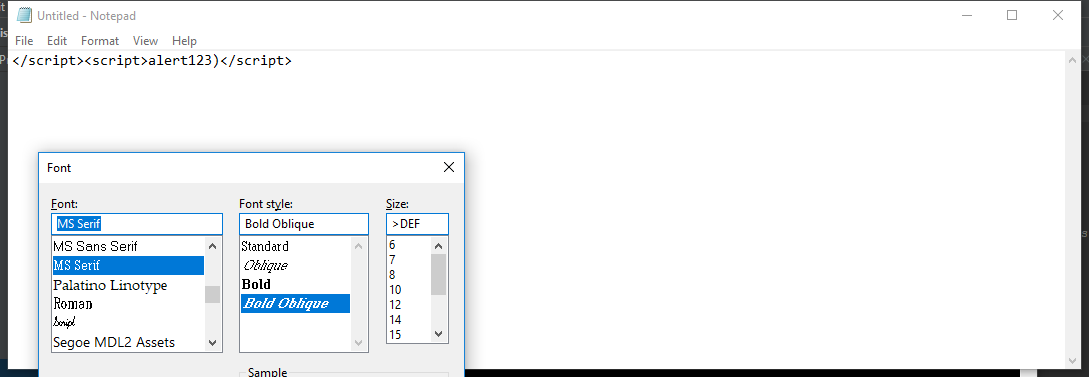 Untitled - Notepad
File Edit Format View Help
</script><script>alert123)</script>
Font
Font: Font style: Size:
MS Serif Bold Oblique >DEF
MS Sans Serif Standard 6
MS Serif Oblique 7
Palatino Linotype Bold 8
Roman Bold Oblique 10
Script 12
Segoe MDL2 Assets 14
15
Sample